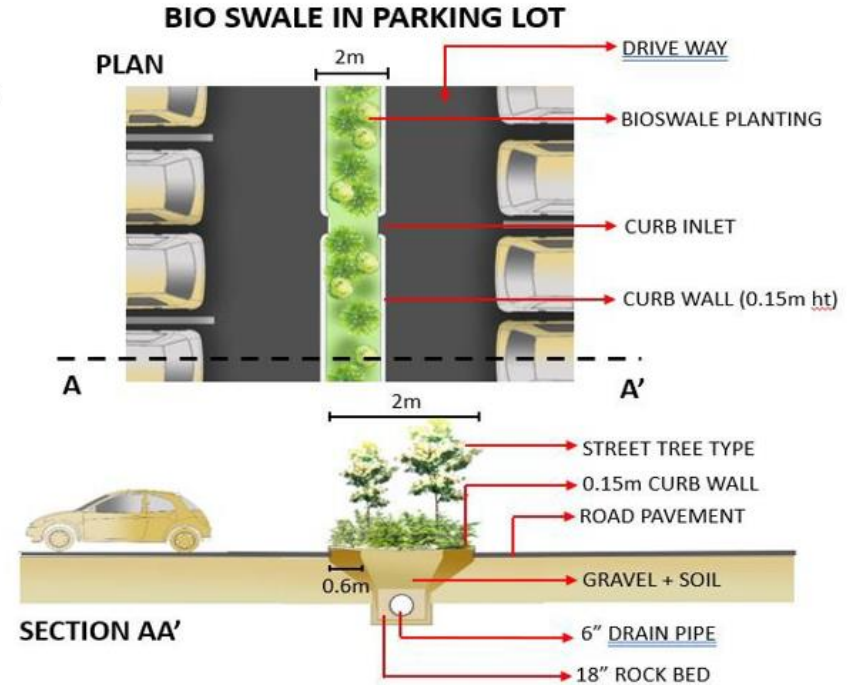 BIO SWALE IN PARKING LOT
PLAN
2m
DRIVE WAY
BIOSWALE PLANTING
CURB INLET
CURB WALL (0.15m ht)
A
A’
2m
STREET TREE TYPE
0.15m CURB WALL
ROAD PAVEMENT
0.6m
GRAVEL + SOIL
SECTION AA’
6” DRAIN PIPE
18” ROCK BED